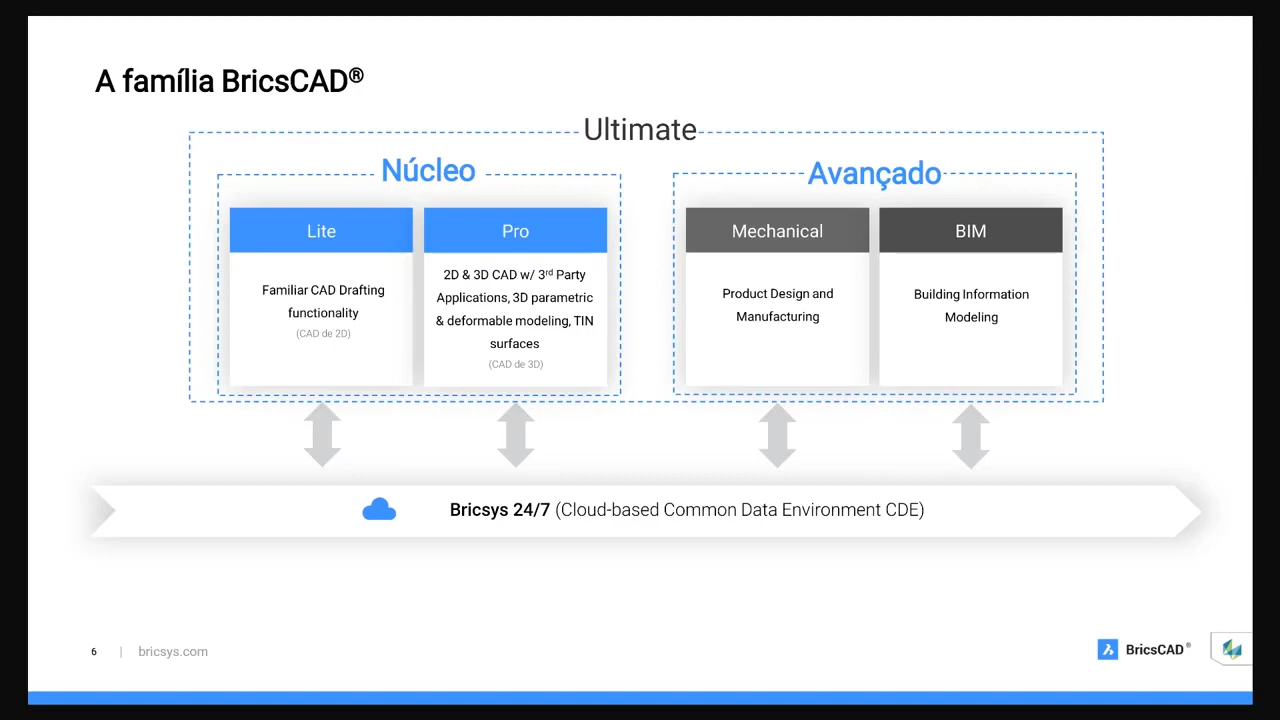 A família BricsCAD®
Ultimate
Núcleo
Avançado
Lite
Pro
Mechanical
BIM
Familiar CAD Drafting
functionality
(CAD de 2D)
2D & 3D CAD w/ 3rd Party
Applications, 3D parametric
& deformable modeling, TIN
surfaces
(CAD de 3D)
Product Design and
Manufacturing
Building Information
Modeling
Bricsys 24/7 (Cloud-based Common Data Environment CDE)
6 | bricsys.com
BricsCAD®